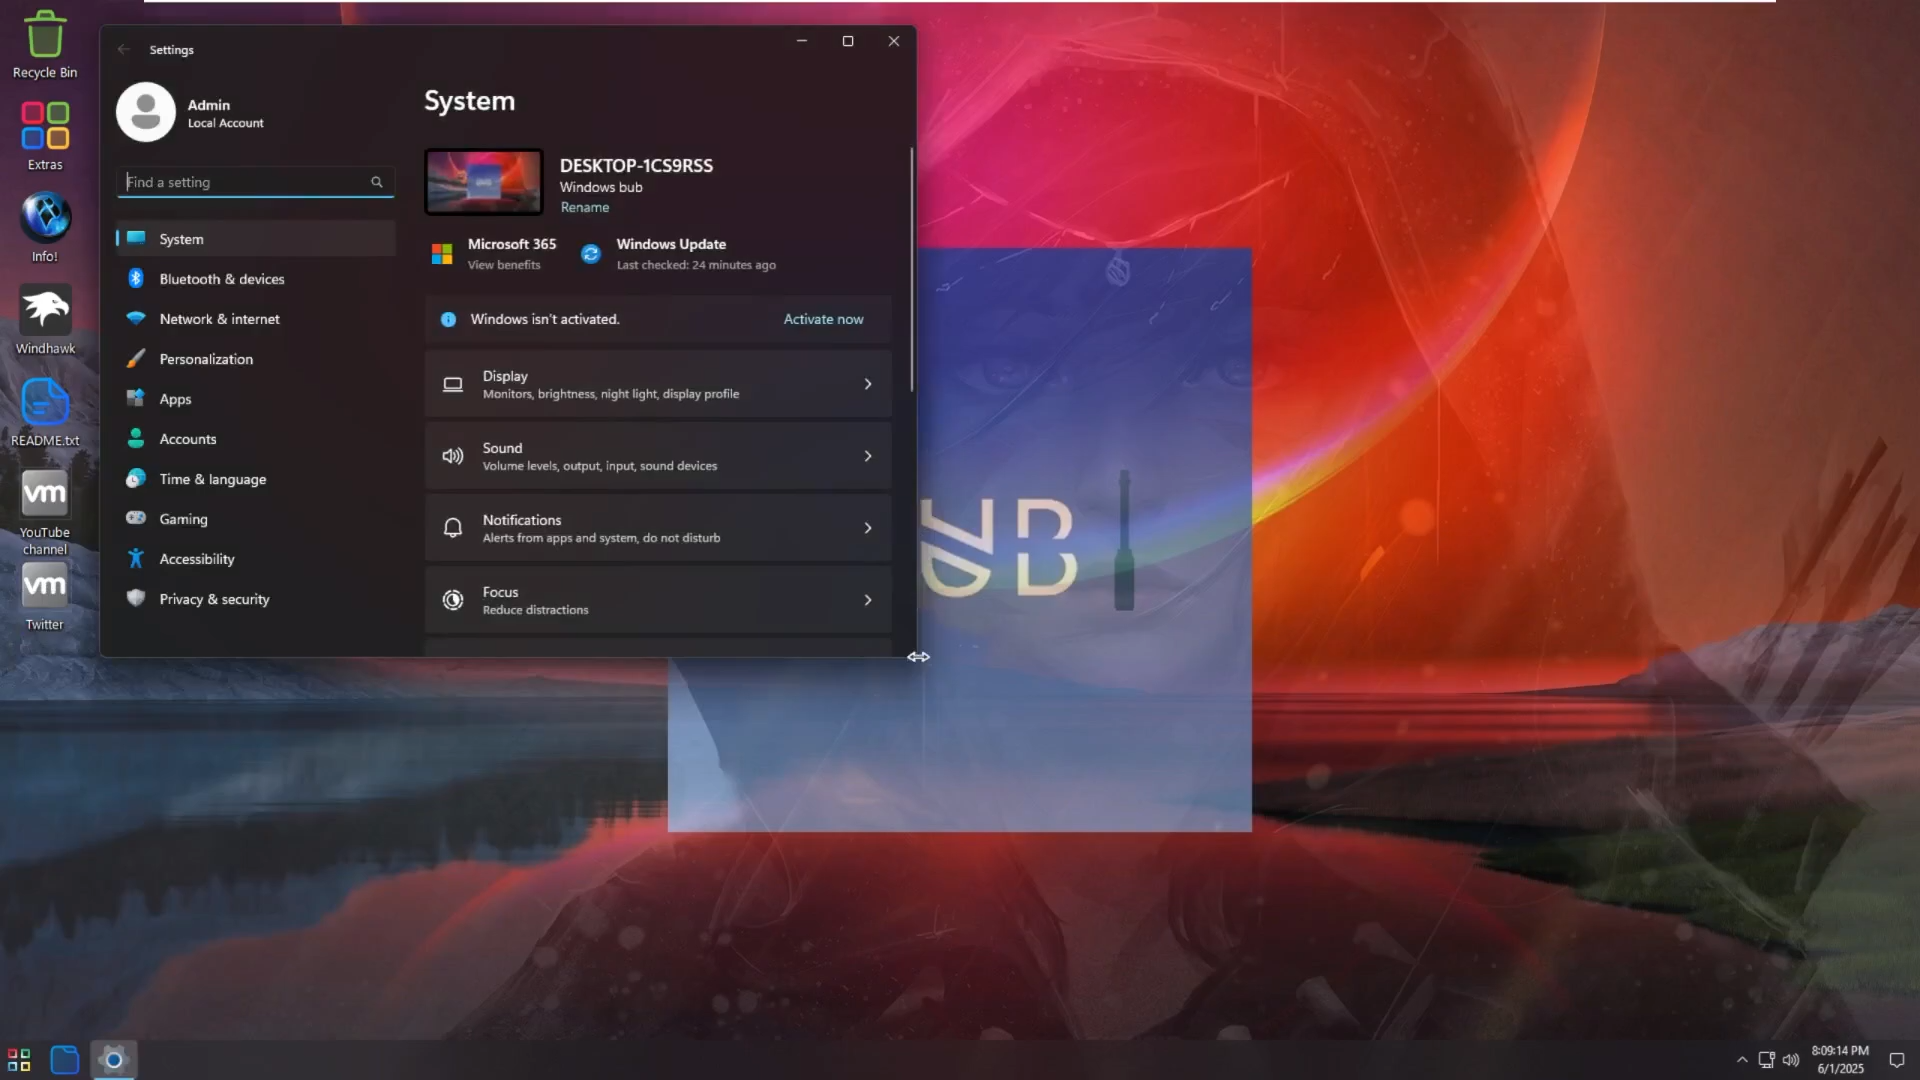 Recycle Bin
Extras
Info!
Windhawk
README.txt
YouTube
channel
Twitter
Settings
Admin
Local Account
Find a setting
System
Bluetooth & devices
Network & internet
Personalization
Apps
Accounts
Time & language
Gaming
Accessibility
Privacy & security
System
DESKTOP-1CS9RSS
Windows bub
Rename
Microsoft 365
View benefits
Windows Update
Last checked: 24 minutes ago
Windows isn't activated.
Activate now
Display
Monitors, brightness, night light, display profile
Sound
Volume levels, output, input, sound devices
Notifications
Alerts from apps and system, do not disturb
Focus
Reduce distractions
vm
vm
8:09:14 PM
6/1/2025